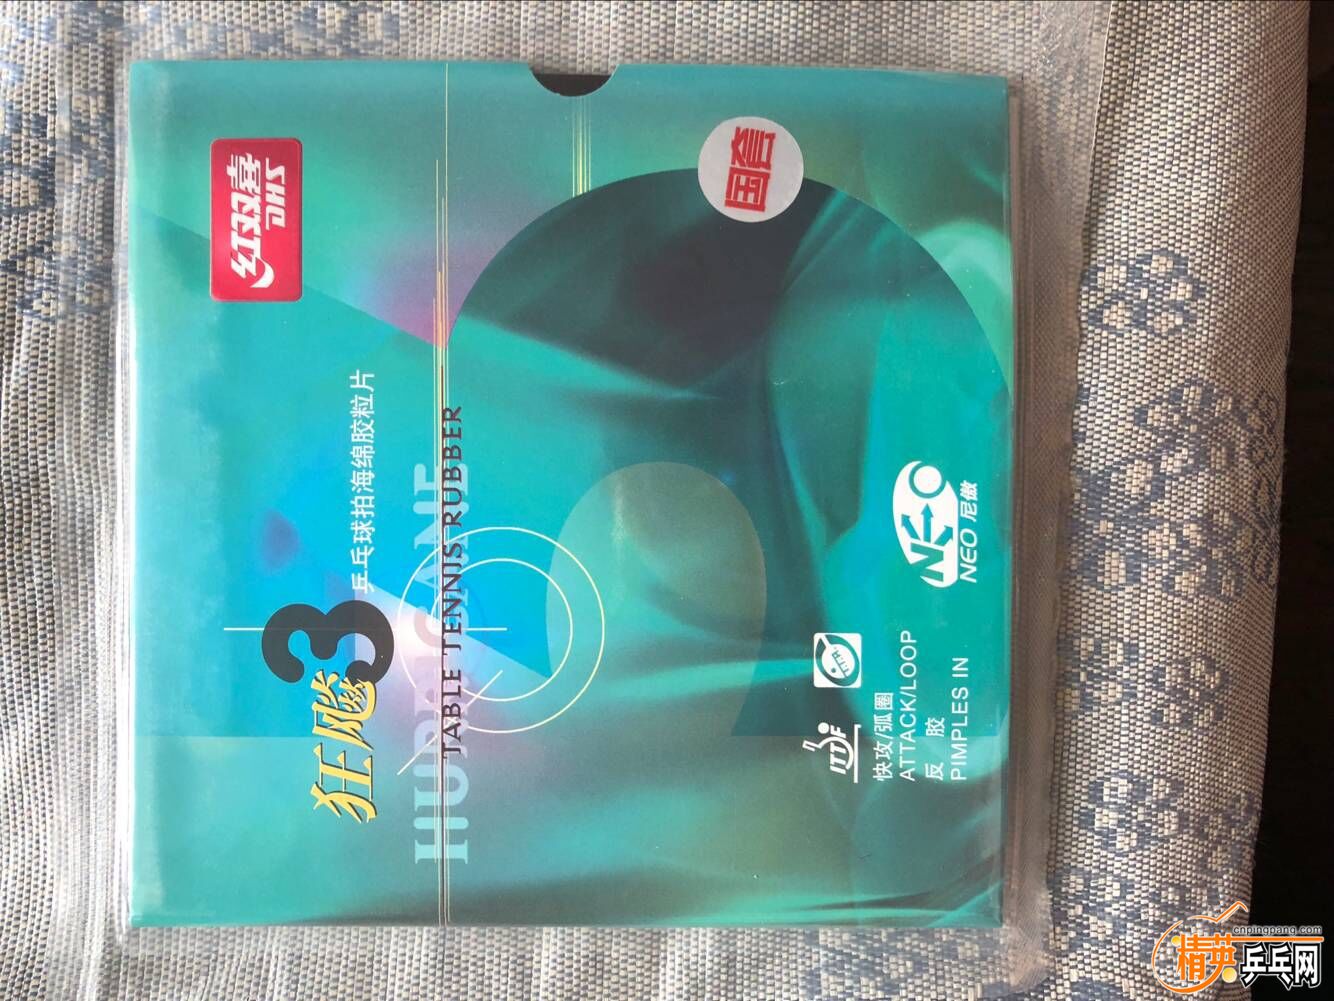 红双喜
DHS
国套
狂飚3
乒乓球拍海绵胶粒片
HURRICANE
TABLE TENNIS RUBBER
ITTF
快攻/弧圈
ATTACK/LOOP
反 胶
PIMPLES IN
NEO
NEO 尼傲
cnpingpang.com
精英乒乓网